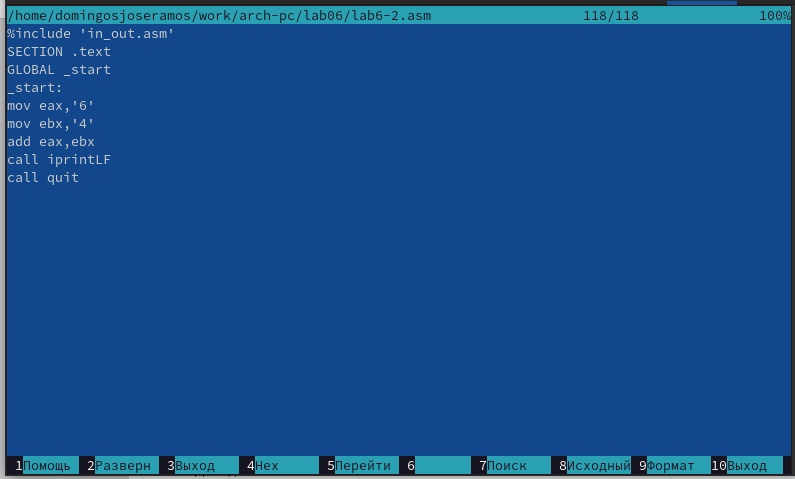 /home/domingosjoseramos/work/arch-pc/lab06/lab6-2.asm 118/118 100%
%include 'in_out.asm'
SECTION .text
GLOBAL _start
_start:
mov eax,'6'
mov ebx,'4'
add eax,ebx
call iprintLF
call quit
1Помощь 2Разверн 3Выход 4Hex 5Перейти 6 7Поиск 8Исходный 9Формат 10Выход